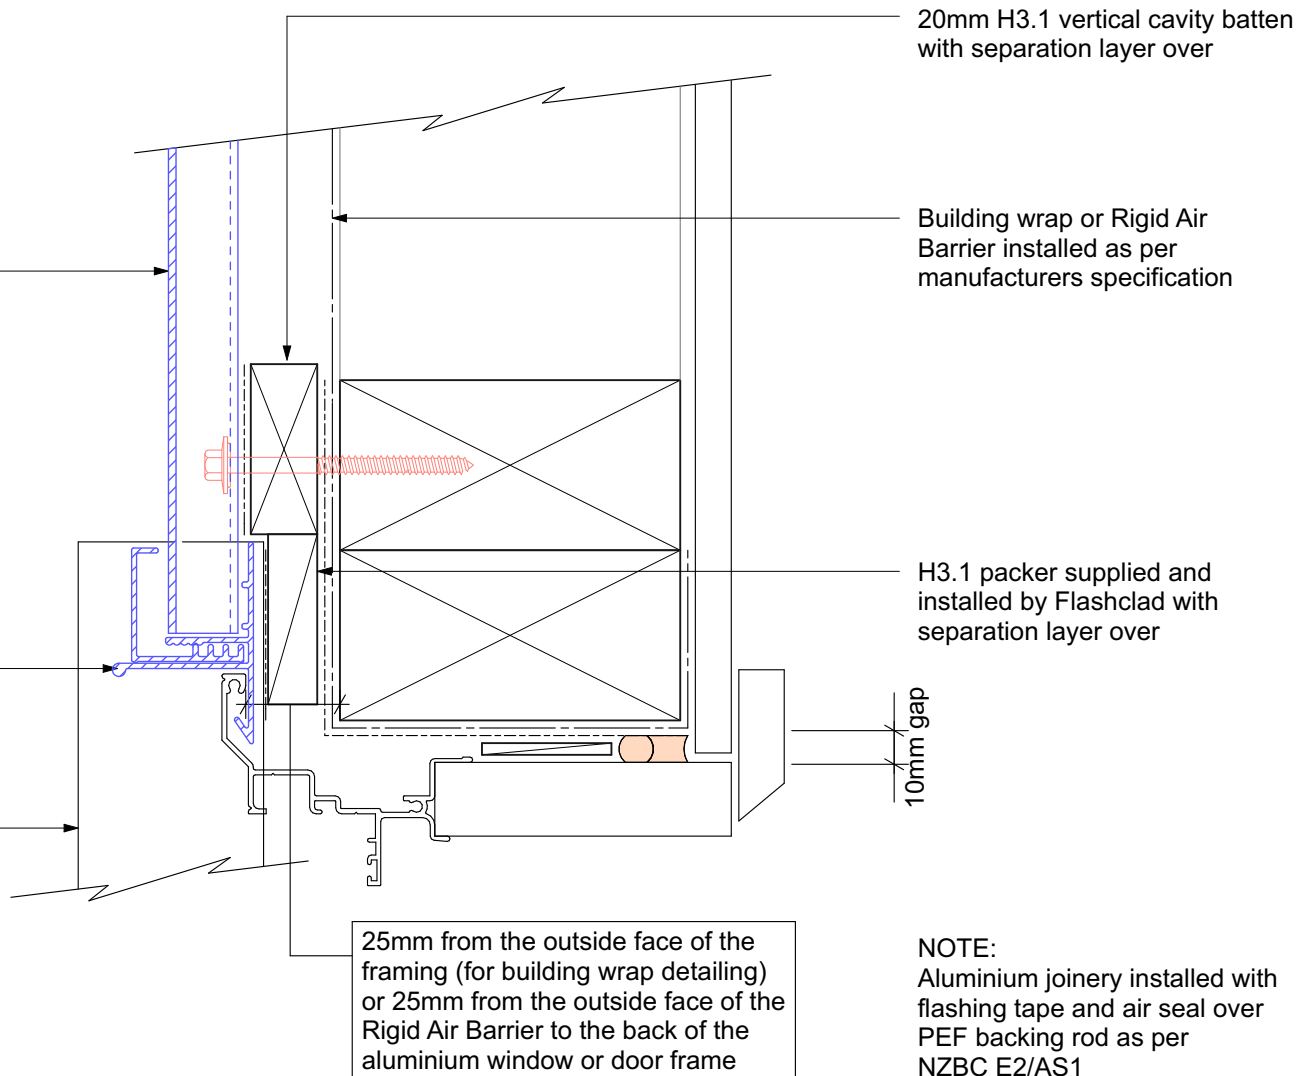 20mm H3.1 vertical cavity batten
with separation layer over
Building wrap or Rigid Air
Barrier installed as per
manufacturers specification
H3.1 packer supplied and
installed by Flashclad with
separation layer over
10mm gap
25mm from the outside face of the
framing (for building wrap detailing)
or 25mm from the outside face of the
Rigid Air Barrier to the back of the
aluminium window or door frame
NOTE:
Aluminium joinery installed with
flashing tape and air seal over
PEF backing rod as per
NZBC E2/AS1